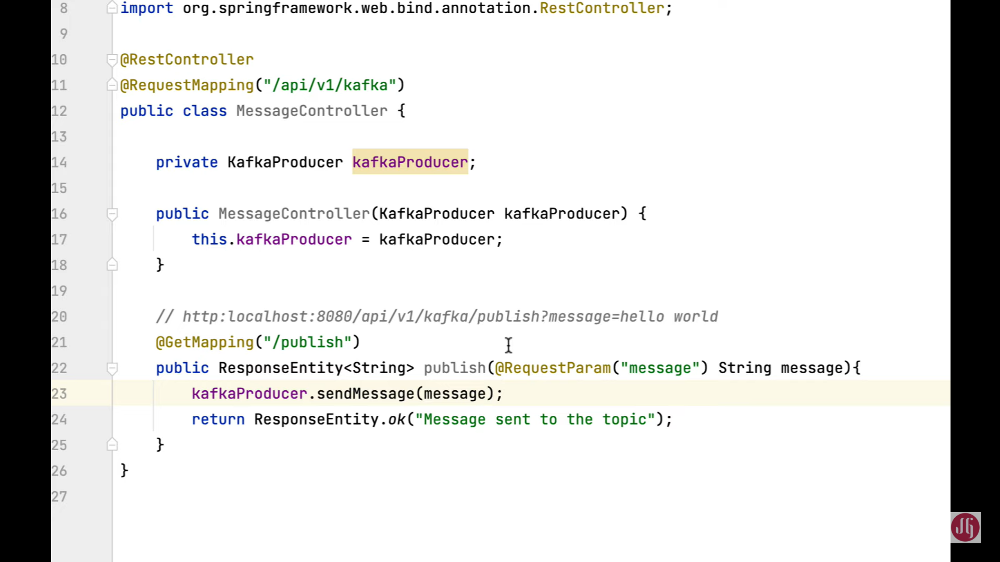 8 import org.springframework.web.bind.annotation.RestController;
9
10 @RestController
11 @RequestMapping("/api/v1/kafka")
12 public class MessageController {
13
14     private KafkaProducer kafkaProducer;
15
16     public MessageController(KafkaProducer kafkaProducer) {
17         this.kafkaProducer = kafkaProducer;
18     }
19
20     // http:localhost:8080/api/v1/kafka/publish?message=hello world
21     @GetMapping("/publish")
22     public ResponseEntity<String> publish(@RequestParam("message") String message){
23         kafkaProducer.sendMessage(message);
24         return ResponseEntity.ok("Message sent to the topic");
25     }
26 }
27
JG